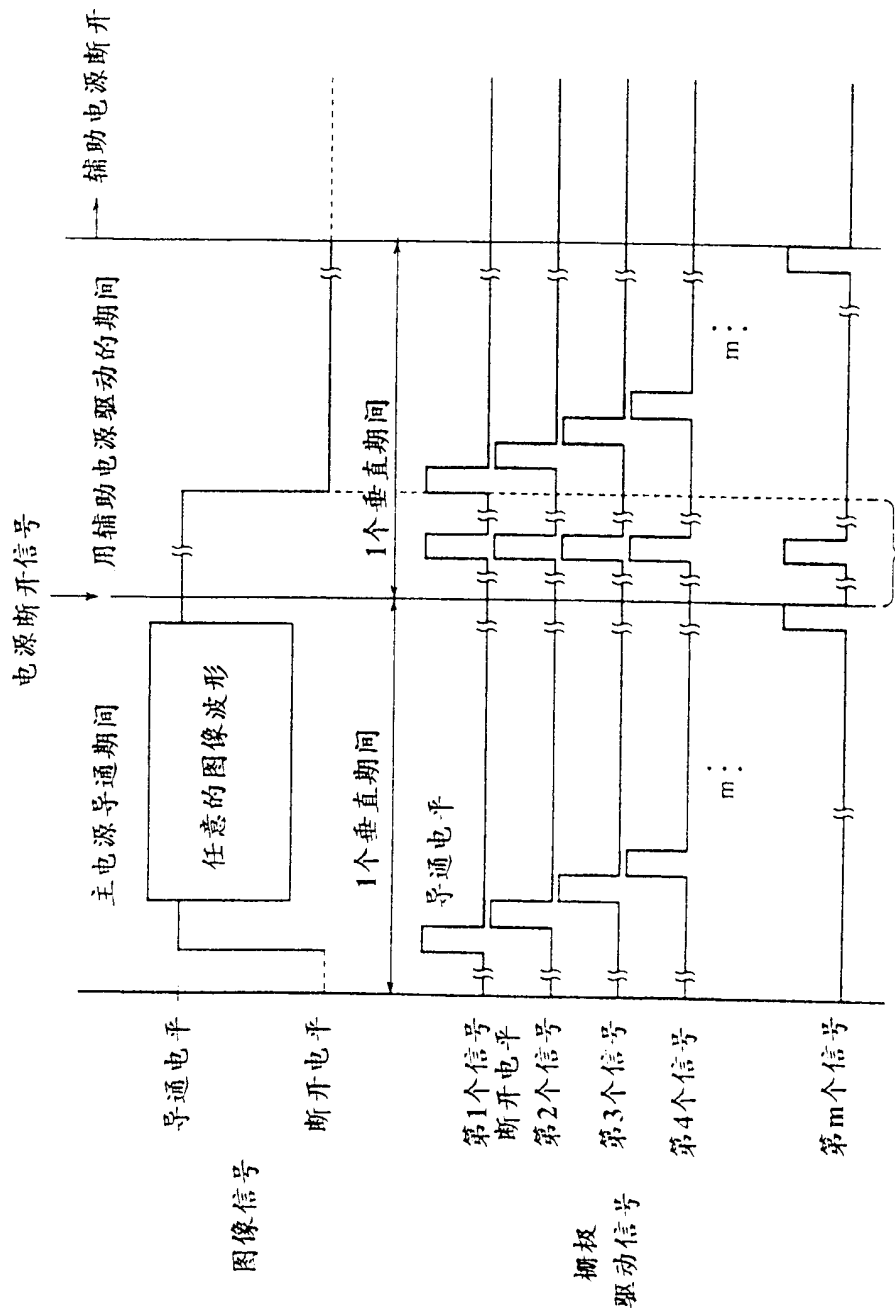 电源断开信号
主电源导通期间
用辅助电源驱动的期间
辅助电源断开
图像信号
导通电平
任意的图像波形
断开电平
1个垂直期间
1个垂直期间
导通电平
栅极
驱动信号
第1个信号
断开电平
第2个信号
第3个信号
第4个信号
m
m
第m个信号